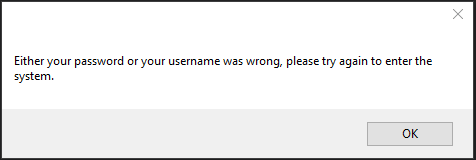 Either your password or your username was wrong, please try again to enter the
system.
OK